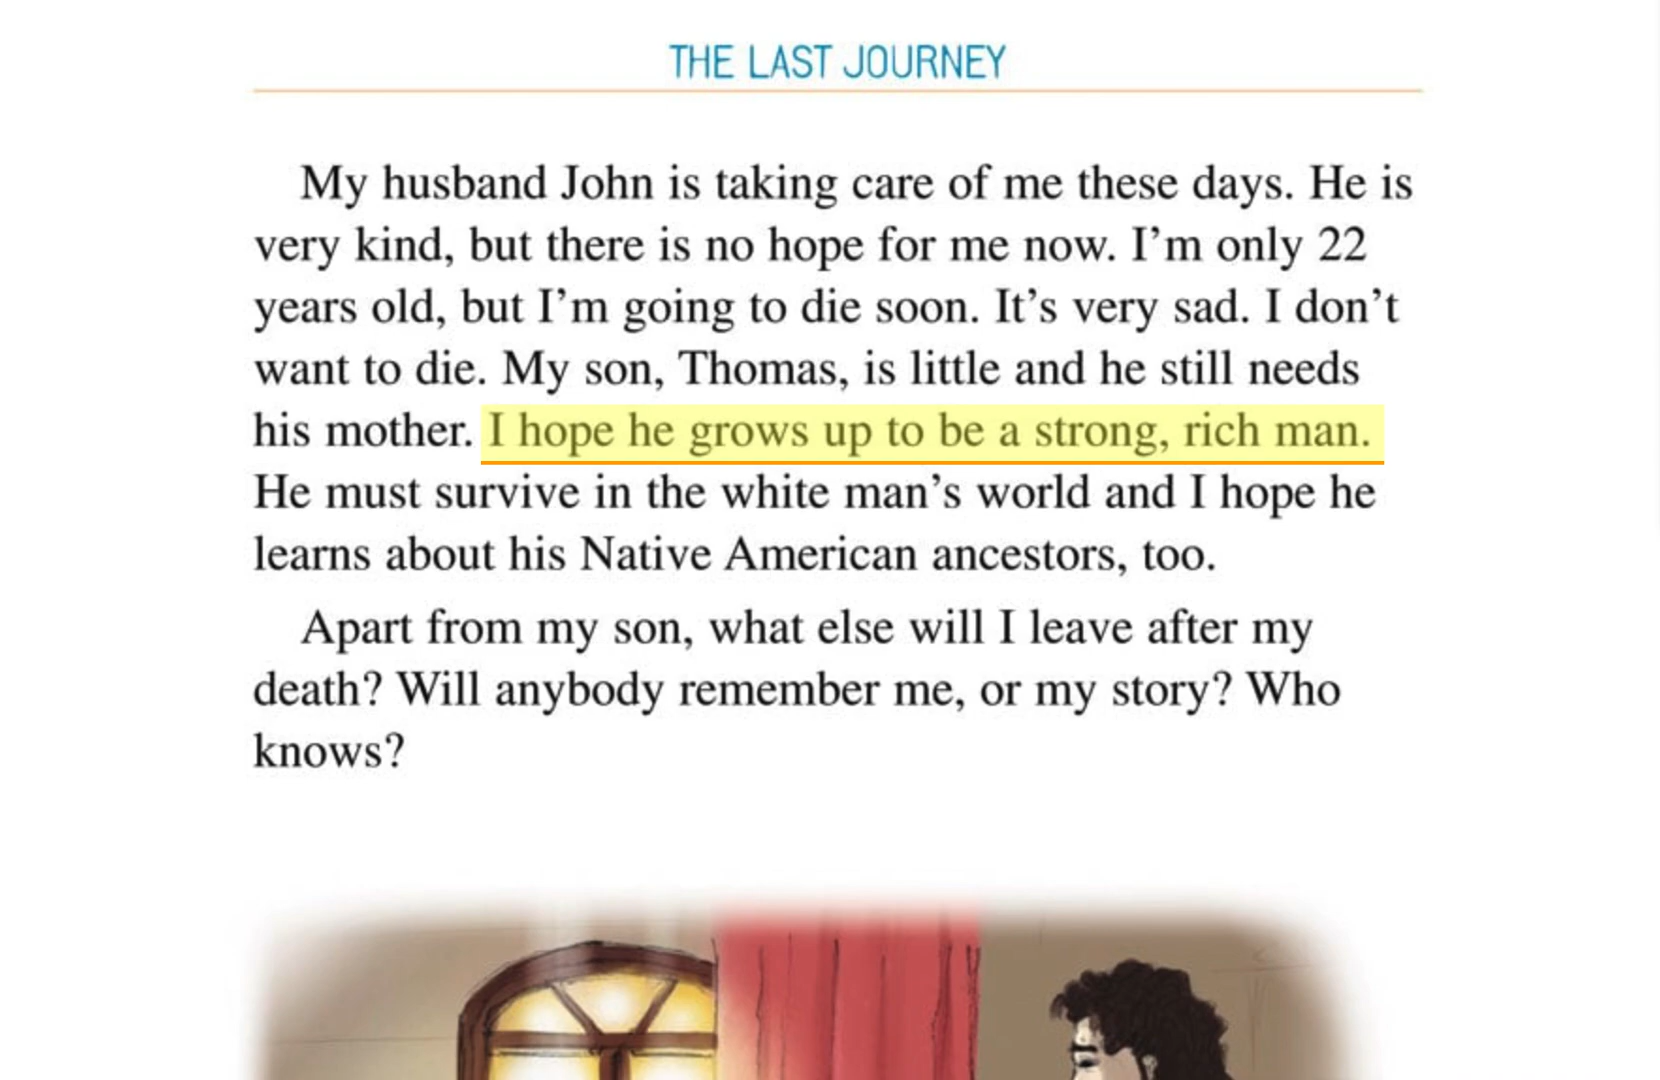 THE LAST JOURNEY
My husband John is taking care of me these days. He is
very kind, but there is no hope for me now. I’m only 22
years old, but I’m going to die soon. It’s very sad. I don’t
want to die. My son, Thomas, is little and he still needs
his mother. I hope he grows up to be a strong, rich man.
He must survive in the white man’s world and I hope he
learns about his Native American ancestors, too.
Apart from my son, what else will I leave after my
death? Will anybody remember me, or my story? Who
knows?